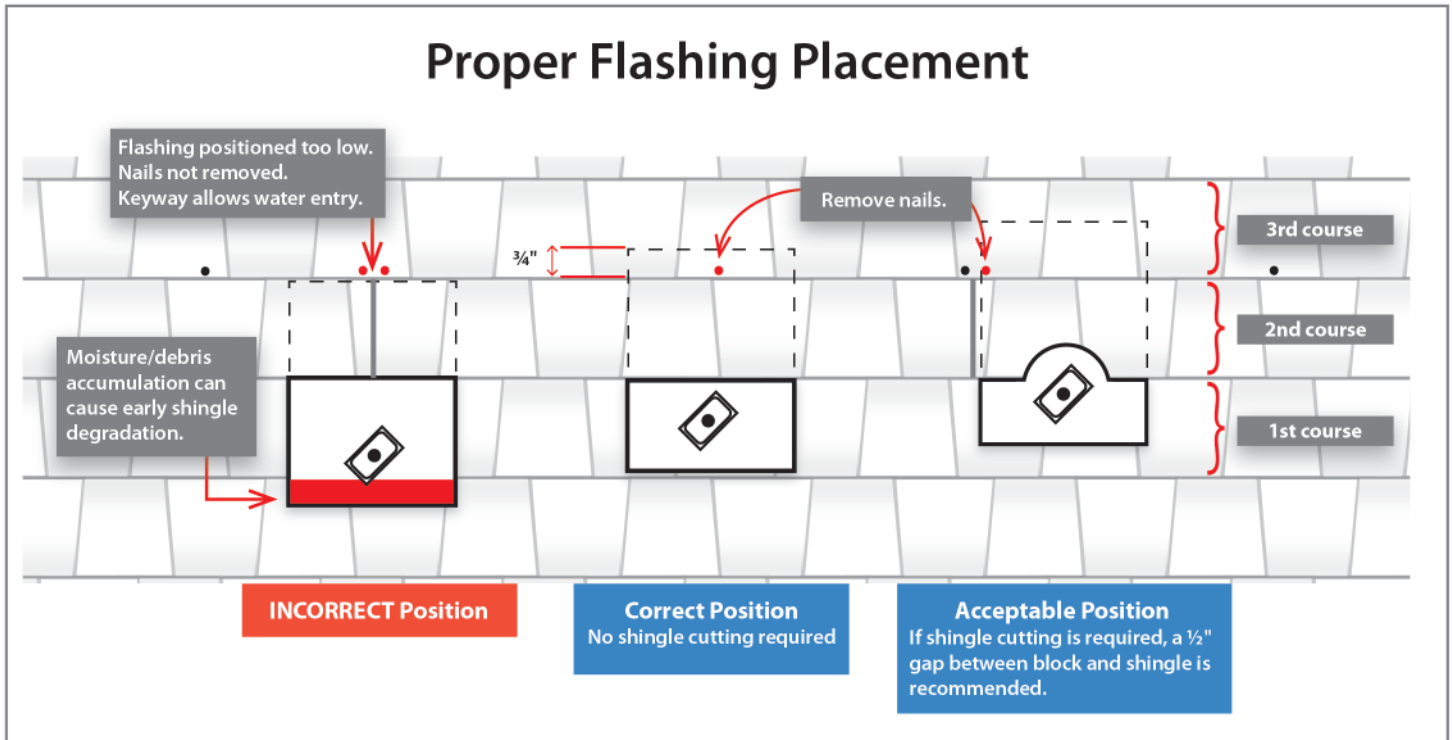 Proper Flashing Placement
Flashing positioned too low.
Nails not removed.
Keyway allows water entry.
Remove nails.
3rd course
¾"
2nd course
Moisture/debris
accumulation can
cause early shingle
degradation.
1st course
INCORRECT Position
Correct Position
No shingle cutting required
Acceptable Position
If shingle cutting is required, a ½"
gap between block and shingle is
recommended.